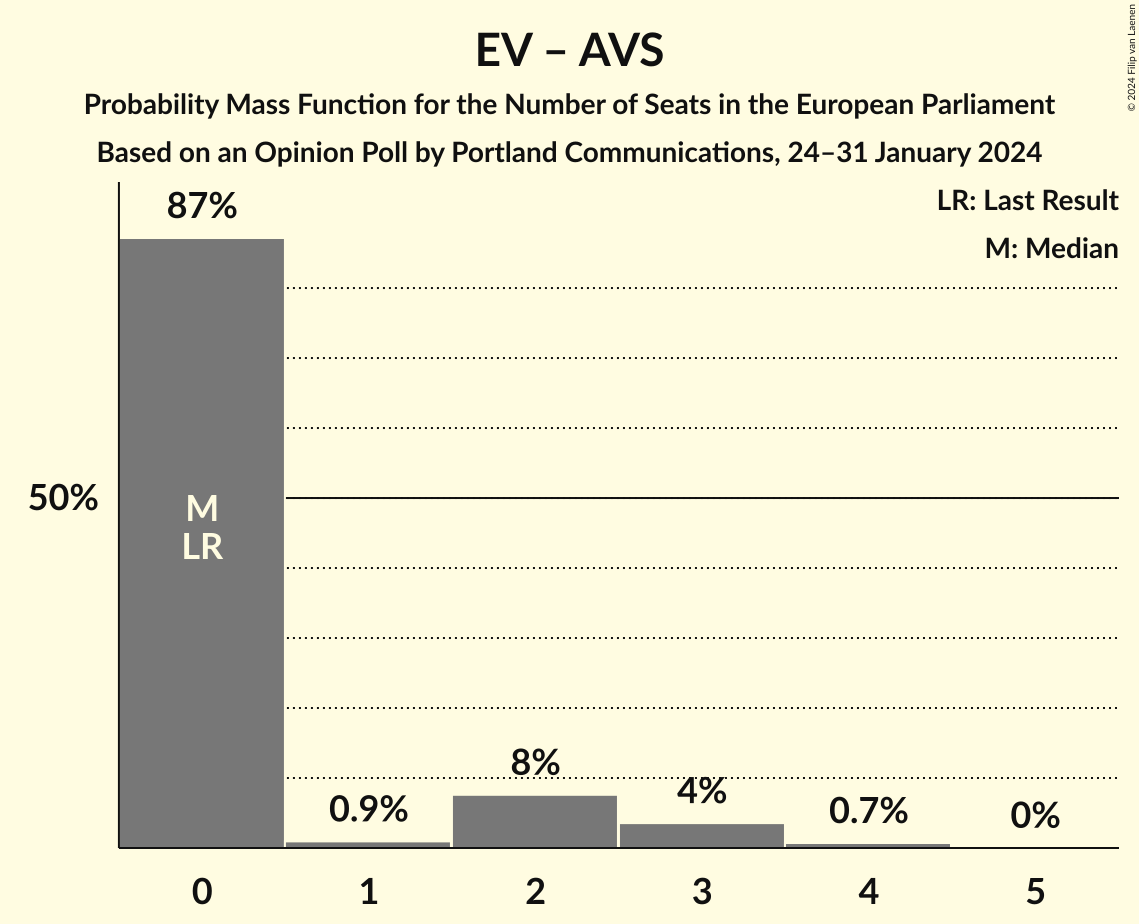 EV – AVS
Probability Mass Function for the Number of Seats in the European Parliament
Based on an Opinion Poll by Portland Communications, 24–31 January 2024
© 2024 Filip van Laenen
LR: Last Result
M: Median
87%
50%
M
LR
0.9%
8%
4%
0.7%
0%
0 1 2 3 4 5